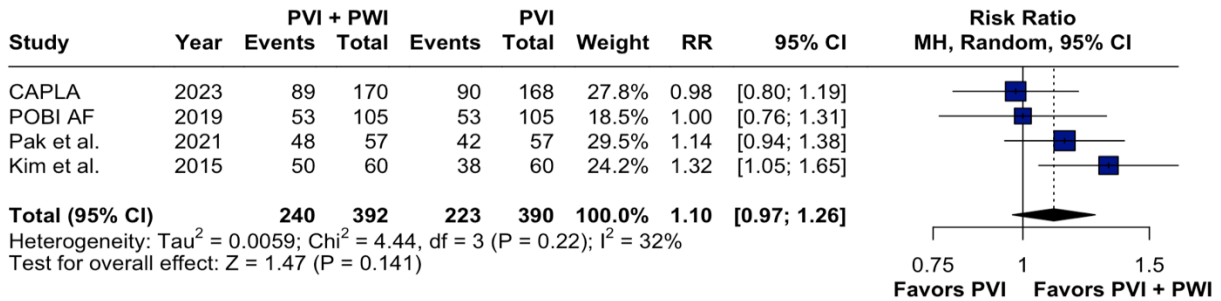 PVI + PWI PVI Risk Ratio
Study Year Events Total Events Total Weight RR 95% CI MH, Random, 95% CI
CAPLA 2023 89 170 90 168 27.8% 0.98 [0.80; 1.19]
POBI AF 2019 53 105 53 105 18.5% 1.00 [0.76; 1.31]
Pak et al. 2021 48 57 42 57 29.5% 1.14 [0.94; 1.38]
Kim et al. 2015 50 60 38 60 24.2% 1.32 [1.05; 1.65]
Total (95% CI) 240 392 223 390 100.0% 1.10 [0.97; 1.26]
Heterogeneity: Tau² = 0.0059; Chi² = 4.44, df = 3 (P = 0.22); I² = 32%
Test for overall effect: Z = 1.47 (P = 0.141)
0.75 1 1.5
Favors PVI Favors PVI + PWI